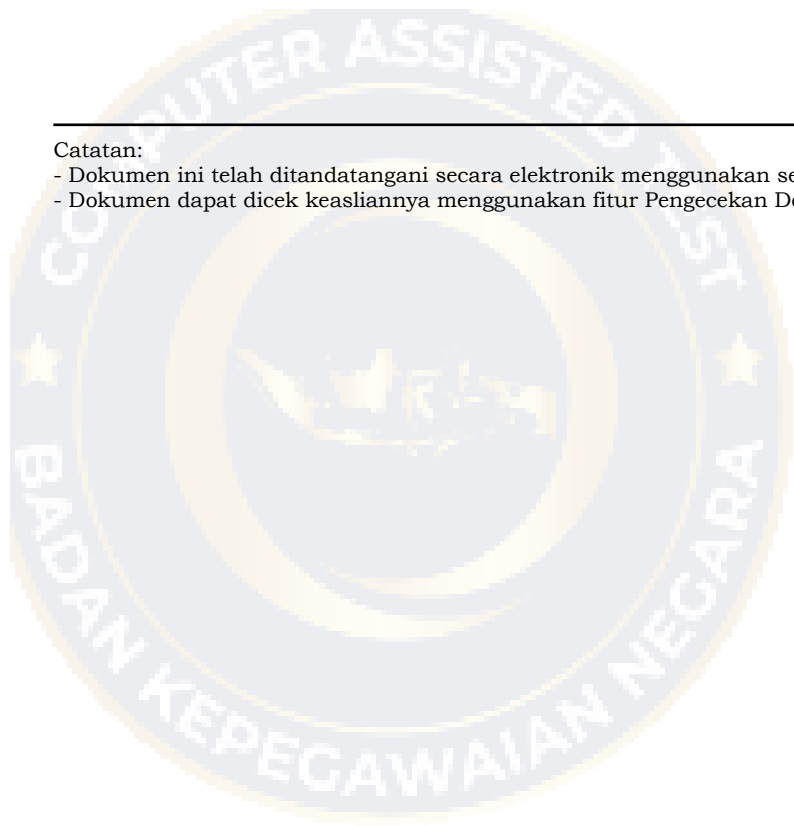 COMPUTER ASSISTED TEST
Catatan:
- Dokumen ini telah ditandatangani secara elektronik menggunakan se
- Dokumen dapat dicek keasliannya menggunakan fitur Pengecekan D
BADAN KEPEGAWAIAN NEGARA